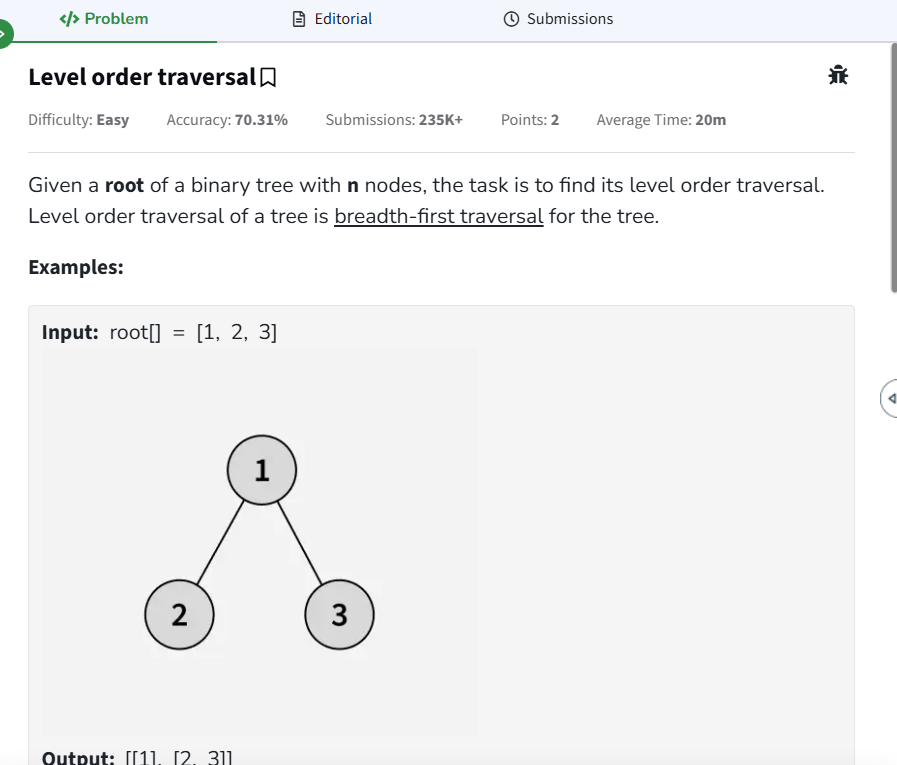 </> Problem
Editorial
Submissions
Level order traversal
Difficulty: Easy Accuracy: 70.31% Submissions: 235K+ Points: 2 Average Time: 20m
Given a root of a binary tree with n nodes, the task is to find its level order traversal.
Level order traversal of a tree is breadth-first traversal for the tree.
Examples:
Input: root[] = [1, 2, 3]
1
2 3
Output: [[1], [2, 3]]